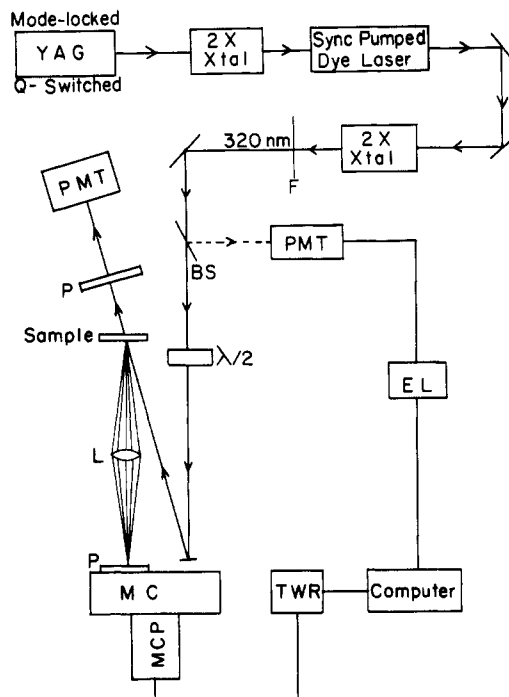 Mode-locked
YAG
Q-Switched
2X
Xtal
Sync Pumped
Dye Laser
2X
Xtal
320 nm
F
PMT
BS
PMT
P
Sample
λ/2
EL
L
P
MC
MCP
TWR
Computer